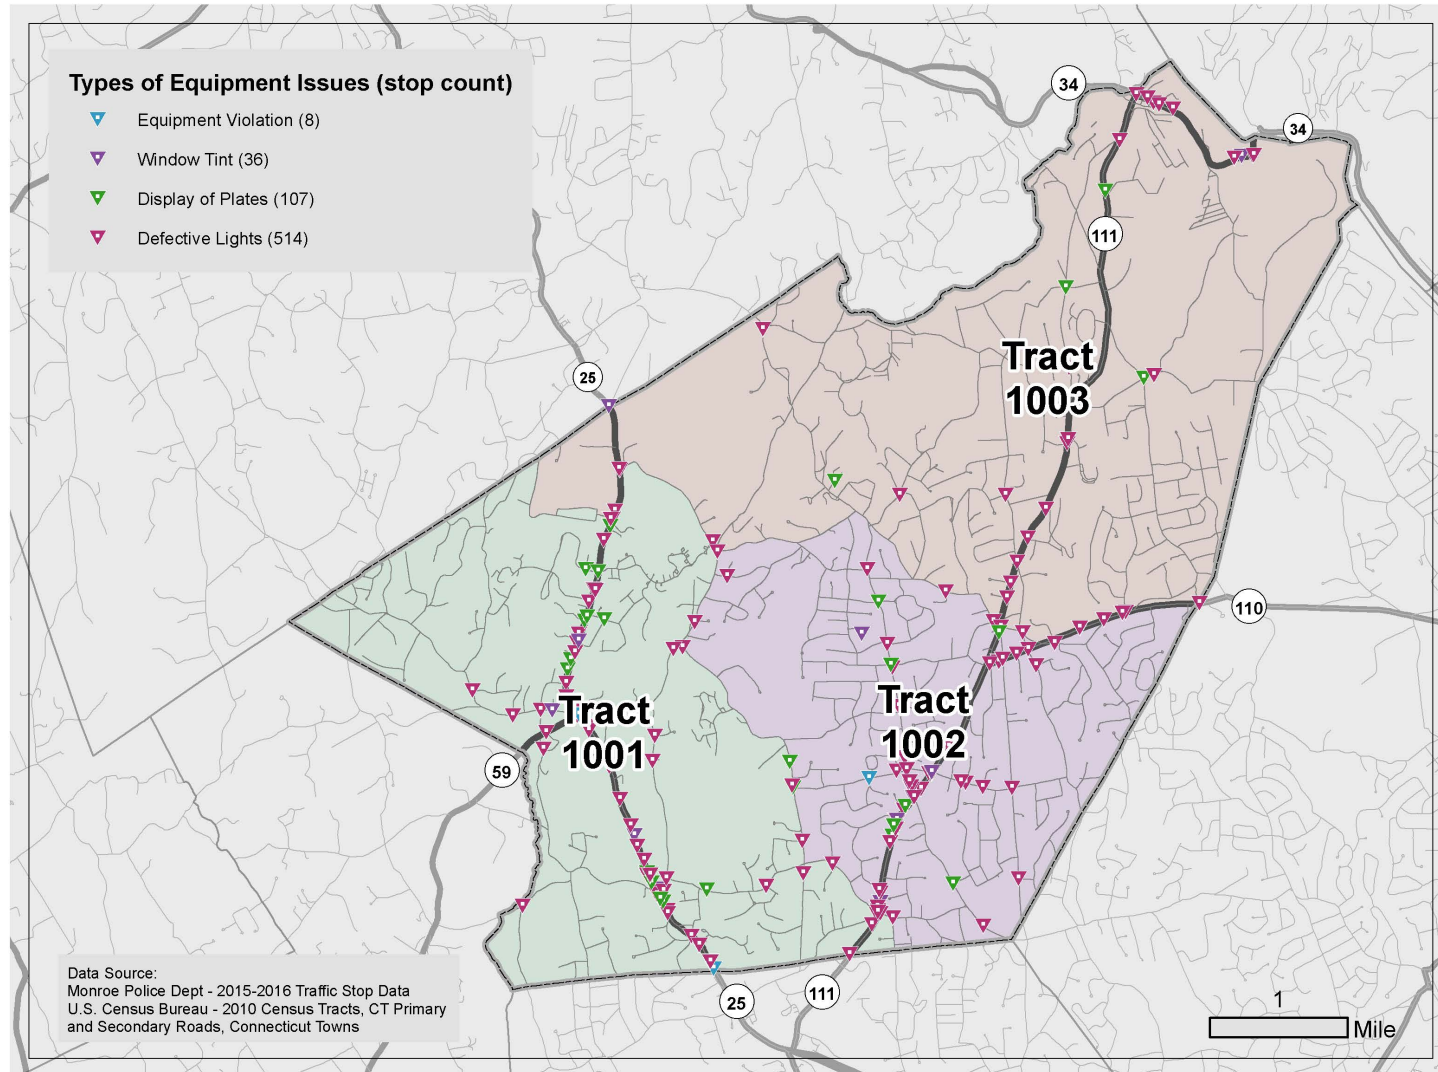 Types of Equipment Issues (stop count)
Equipment Violation (8)
Window Tint (36)
Display of Plates (107)
Defective Lights (514)
34
34
111
25
Tract
1003
110
Tract
1001
Tract
1002
59
25
111
Data Source:
Monroe Police Dept - 2015-2016 Traffic Stop Data
U.S. Census Bureau - 2010 Census Tracts, CT Primary
and Secondary Roads, Connecticut Towns
1
Mile